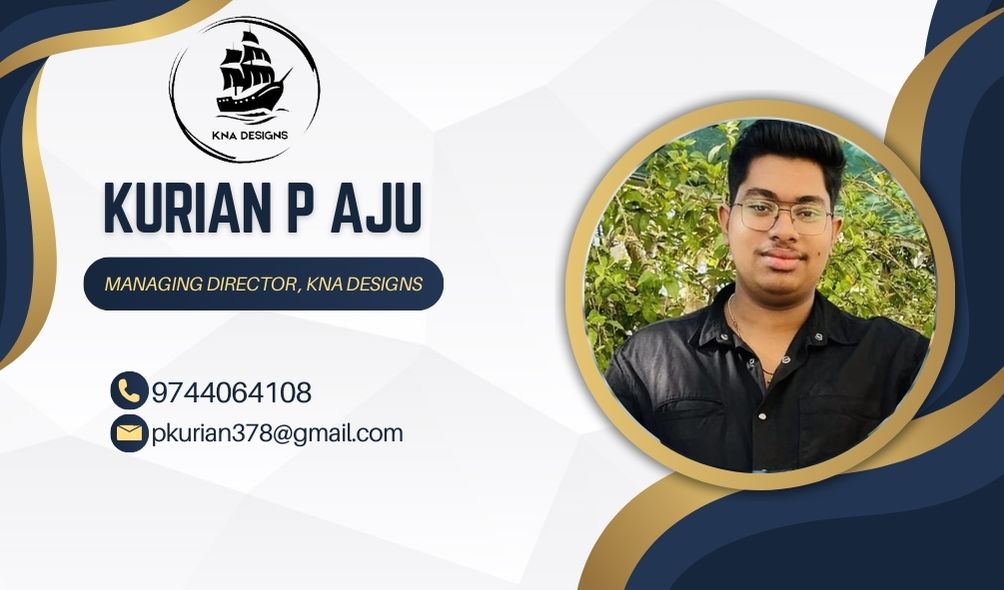 KNA DESIGNS
KURIAN P AJU
MANAGING DIRECTOR, KNA DESIGNS
9744064108
pkurian378@gmail.com